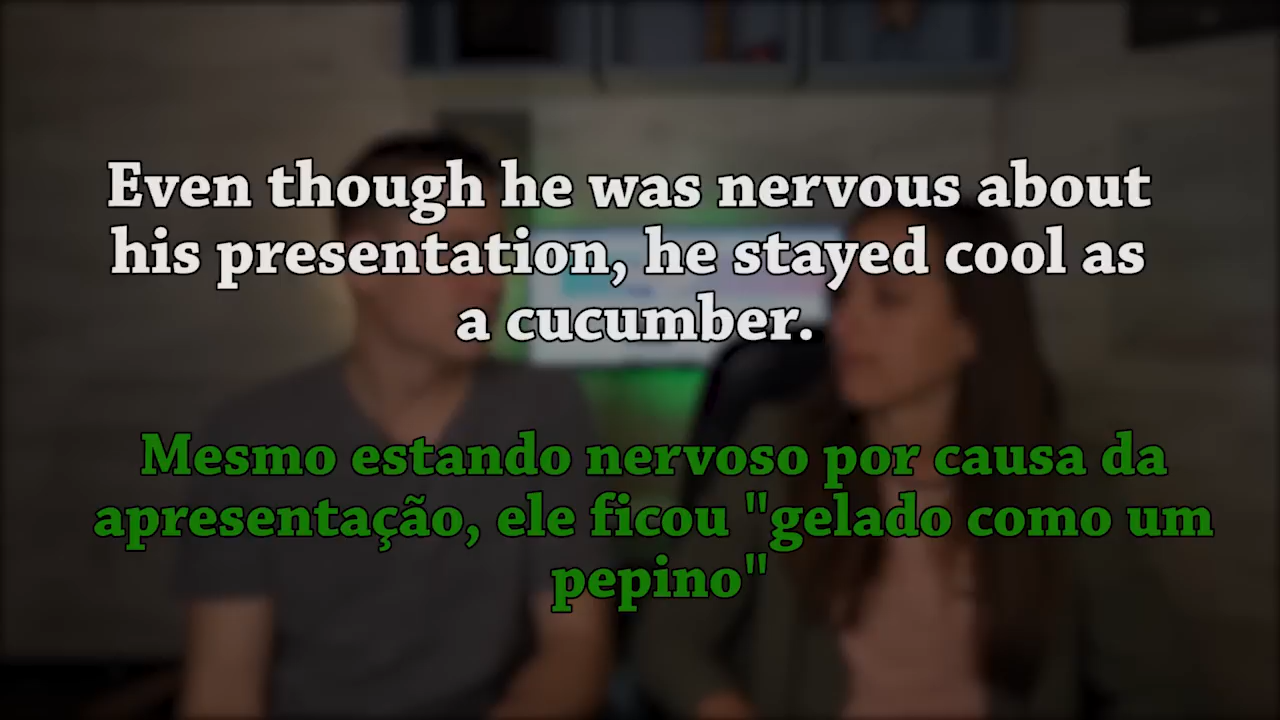 Even though he was nervous about
his presentation, he stayed cool as
a cucumber.
Mesmo estando nervoso por causa da
apresentação, ele ficou "gelado como um
pepino"